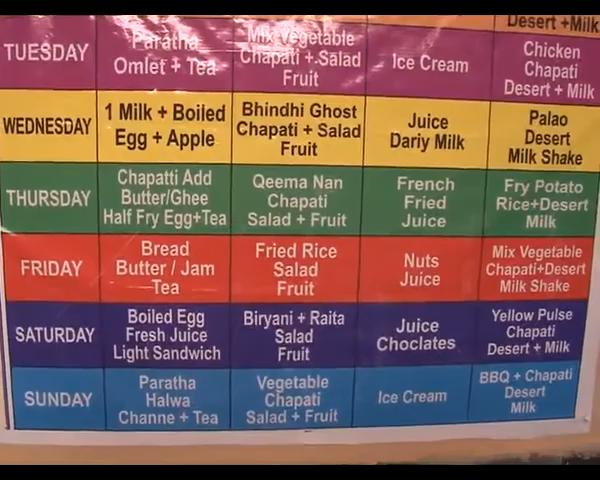 Desert +Milk
TUESDAY
Paratha
Omlet + Tea
Mix Vegetable
Chapati + Salad
Fruit
Ice Cream
Chicken
Chapati
Desert + Milk
WEDNESDAY
1 Milk + Boiled
Egg + Apple
Bhindhi Ghost
Chapati + Salad
Fruit
Juice
Dariy Milk
Palao
Desert
Milk Shake
THURSDAY
Chapatti Add
Butter/Ghee
Half Fry Egg+Tea
Qeema Nan
Chapati
Salad + Fruit
French
Fried
Juice
Fry Potato
Rice+Desert
Milk
FRIDAY
Bread
Butter / Jam
Tea
Fried Rice
Salad
Fruit
Nuts
Juice
Mix Vegetable
Chapati+Desert
Milk Shake
SATURDAY
Boiled Egg
Fresh Juice
Light Sandwich
Biryani + Raita
Salad
Fruit
Juice
Choclates
Yellow Pulse
Chapati
Desert + Milk
SUNDAY
Paratha
Halwa
Channe + Tea
Vegetable
Chapati
Salad + Fruit
Ice Cream
BBQ + Chapati
Desert
Milk